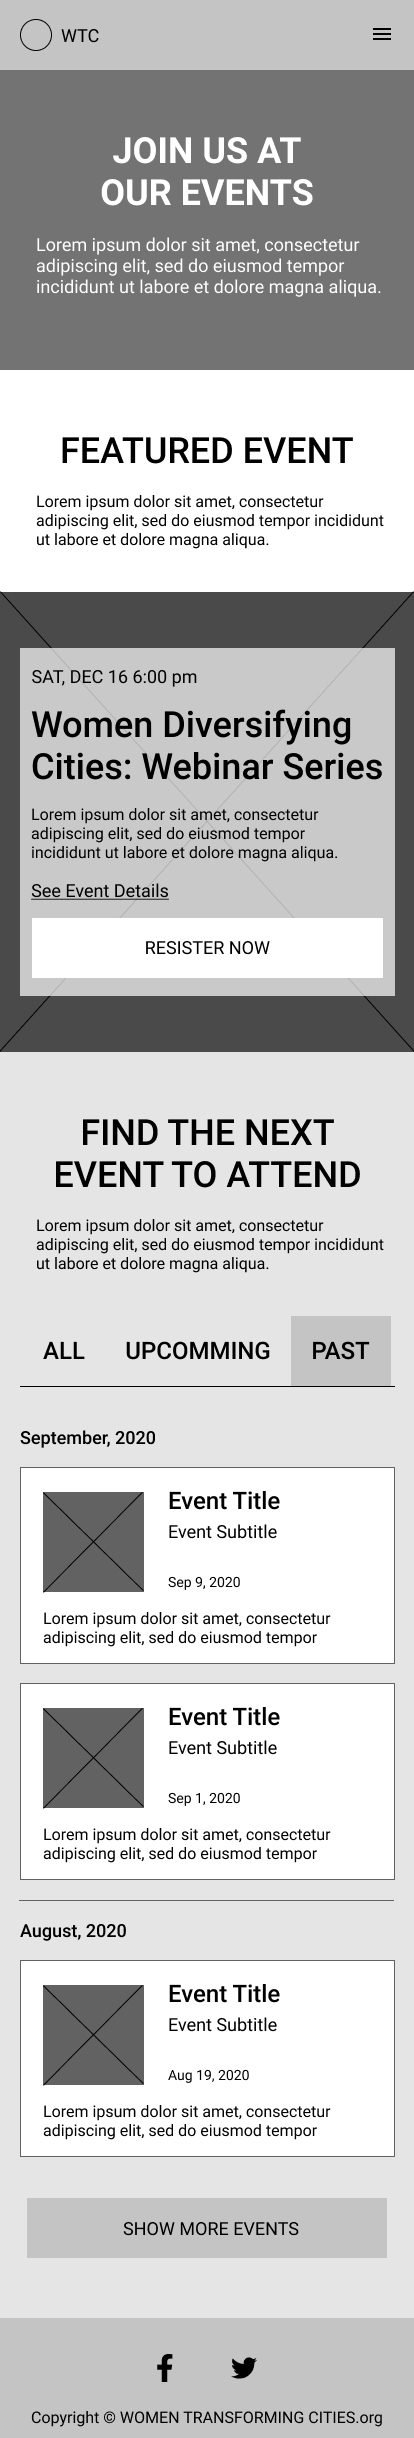 WTC
JOIN US AT
OUR EVENTS
Lorem ipsum dolor sit amet, consectetur
adipiscing elit, sed do eiusmod tempor
incididunt ut labore et dolore magna aliqua.
FEATURED EVENT
Lorem ipsum dolor sit amet, consectetur
adipiscing elit, sed do eiusmod tempor incididunt
ut labore et dolore magna aliqua.
SAT, DEC 16 6:00 pm
Women Diversifying
Cities: Webinar Series
Lorem ipsum dolor sit amet, consectetur
adipiscing elit, sed do eiusmod tempor
incididunt ut labore et dolore magna aliqua.
See Event Details
RESISTER NOW
FIND THE NEXT
EVENT TO ATTEND
Lorem ipsum dolor sit amet, consectetur
adipiscing elit, sed do eiusmod tempor incididunt
ut labore et dolore magna aliqua.
ALL UPCOMMING PAST
September, 2020
Event Title
Event Subtitle
Sep 9, 2020
Lorem ipsum dolor sit amet, consectetur
adipiscing elit, sed do eiusmod tempor
Event Title
Event Subtitle
Sep 1, 2020
Lorem ipsum dolor sit amet, consectetur
adipiscing elit, sed do eiusmod tempor
August, 2020
Event Title
Event Subtitle
Aug 19, 2020
Lorem ipsum dolor sit amet, consectetur
adipiscing elit, sed do eiusmod tempor
SHOW MORE EVENTS
Copyright © WOMEN TRANSFORMING CITIES.org